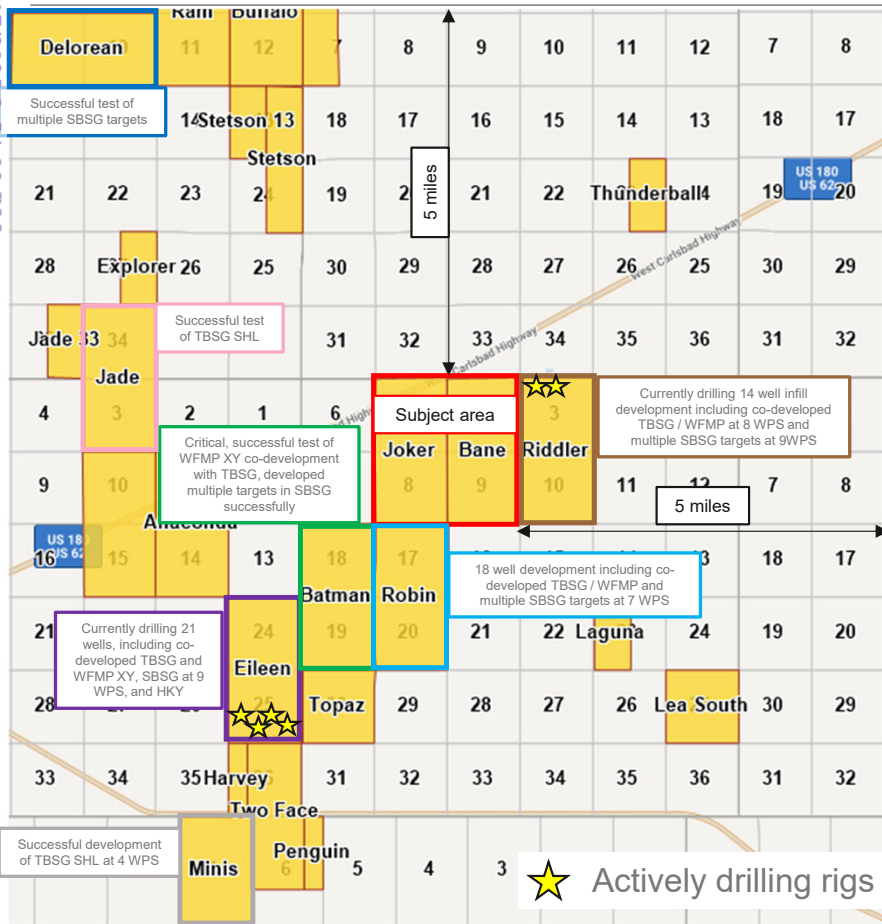 Ram Buffalo
Delorean 10 11 12 7 8 9 10 11 12 7 8
Successful test of
multiple SBSG targets
14 Stetson 13 18 17 16 15 14 13 18 17
Stetson
5 miles
US 180
US 62
21 22 23 24 19 20 21 22 Thunderball 24 19 20
West Carlsbad Highway
28 Explorer 26 25 30 29 28 27 26 25 30 29
Successful test
of TBSG SHL
Jade 33 34 31 32 33 34 35 36 31 32
Jade
4 3 2 1 6 Subject area 3
Currently drilling 14 well infill
development including co-developed
TBSG / WFMP at 8 WPS and
multiple SBSG targets at 9WPS
Critical, successful test of
WFMP XY co-development
with TBSG, developed
multiple targets in SBSG
successfully
Joker Bane Riddler
9 10 8 9 10 11 12 7 8
5 miles
Anaconda
US 180
US 62
16 15 14 13 18 17 13 18 17
Batman Robin
18 well development including co-
developed TBSG / WFMP and
multiple SBSG targets at 7 WPS
21 24 19 20 21 22 Laguna 24 19 20
Currently drilling 21
wells, including co-
developed TBSG and
WFMP XY, SBSG at 9
WPS, and HKY
Eileen
28 25 Topaz 29 28 27 26 Lea South 30 29
33 34 35 Harvey 36 31 32 33 34 35 36 31 32
Two Face
Successful development
of TBSG SHL at 4 WPS
Minis 6 Penguin 5 4 3
Actively drilling rigs